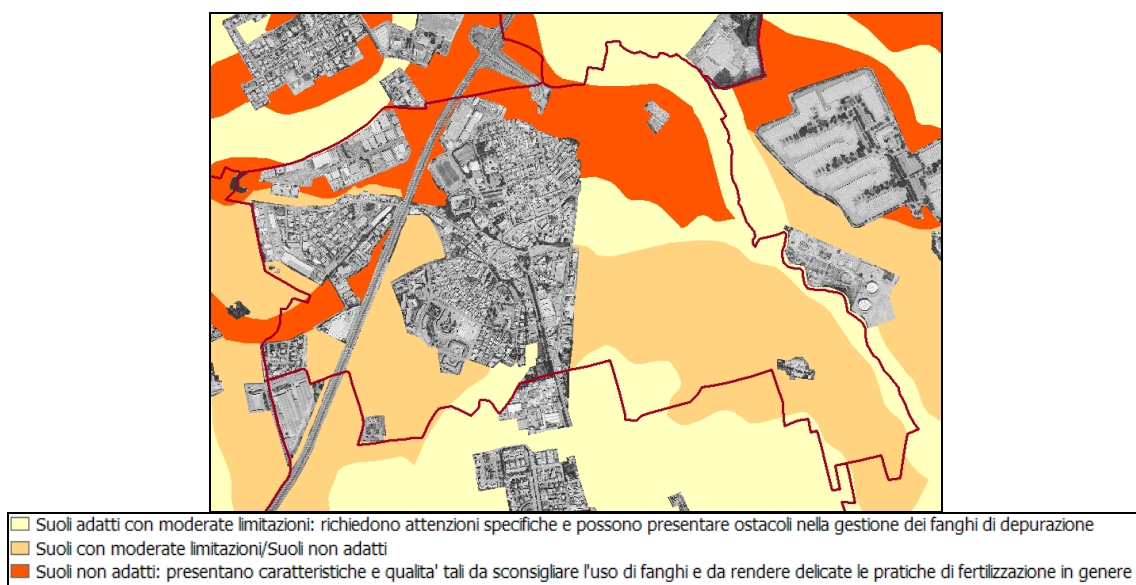 Suoli adatti con moderate limitazioni: richiedono attenzioni specifiche e possono presentare ostacoli nella gestione dei fanghi di depurazione
Suoli con moderate limitazioni/Suoli non adatti
Suoli non adatti: presentano caratteristiche e qualita' tali da sconsigliare l'uso di fanghi e da rendere delicate le pratiche di fertilizzazione in genere